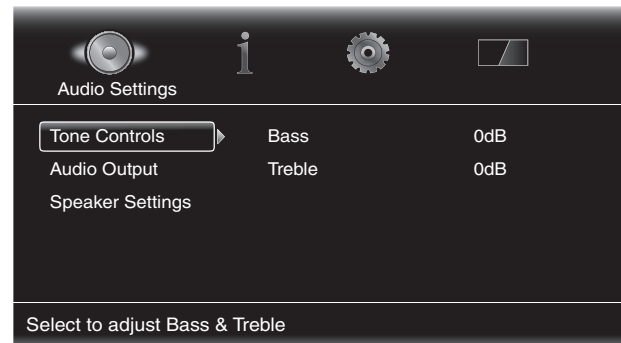 Audio Settings
Tone Controls Bass 0dB
Audio Output Treble 0dB
Speaker Settings
Select to adjust Bass & Treble